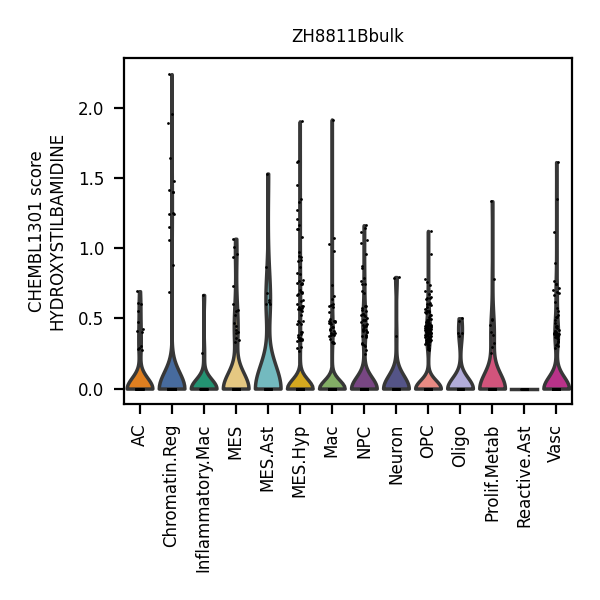 ZH8811Bbulk
CHEMBL1301 score
HYDROXYSTILBAMIDINE
2.0
1.5
1.0
0.5
0.0
AC
Chromatin.Reg
Inflammatory.Mac
MES
MES.Ast
MES.Hyp
Mac
NPC
Neuron
OPC
Oligo
Prolif.Metab
Reactive.Ast
Vasc